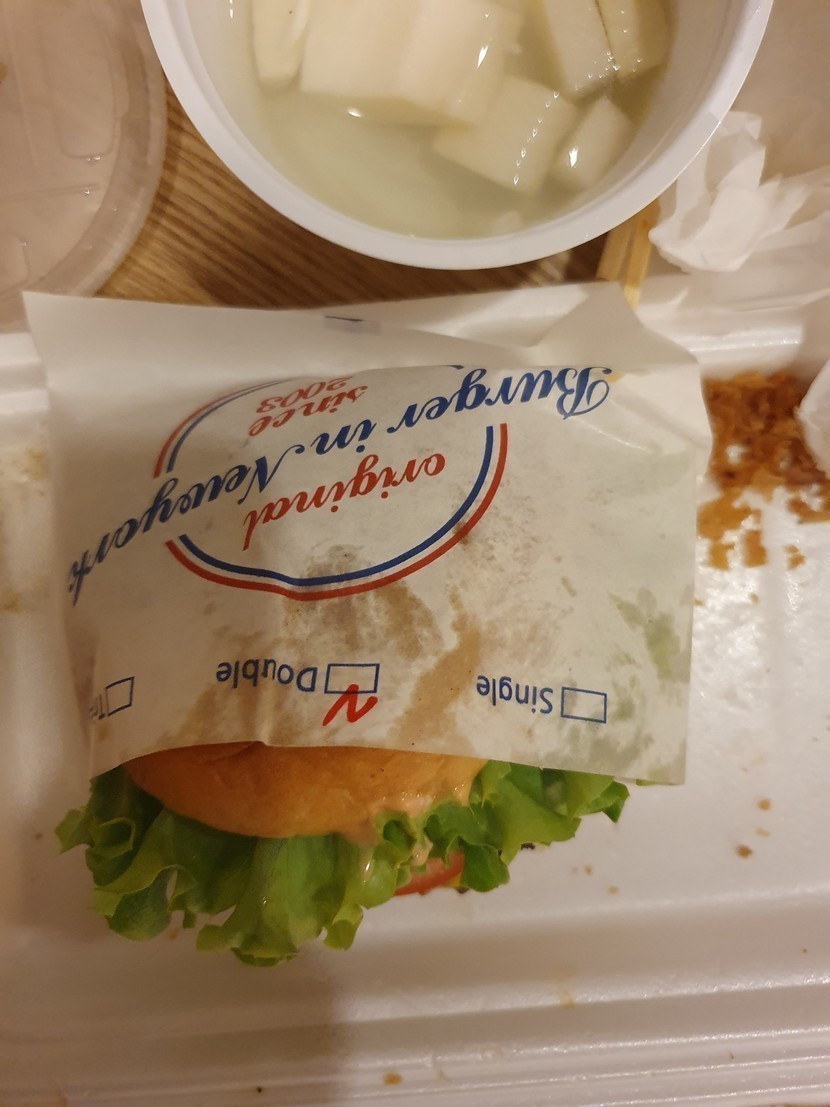 original
Burger in Newyork
since
2003
Single
Double